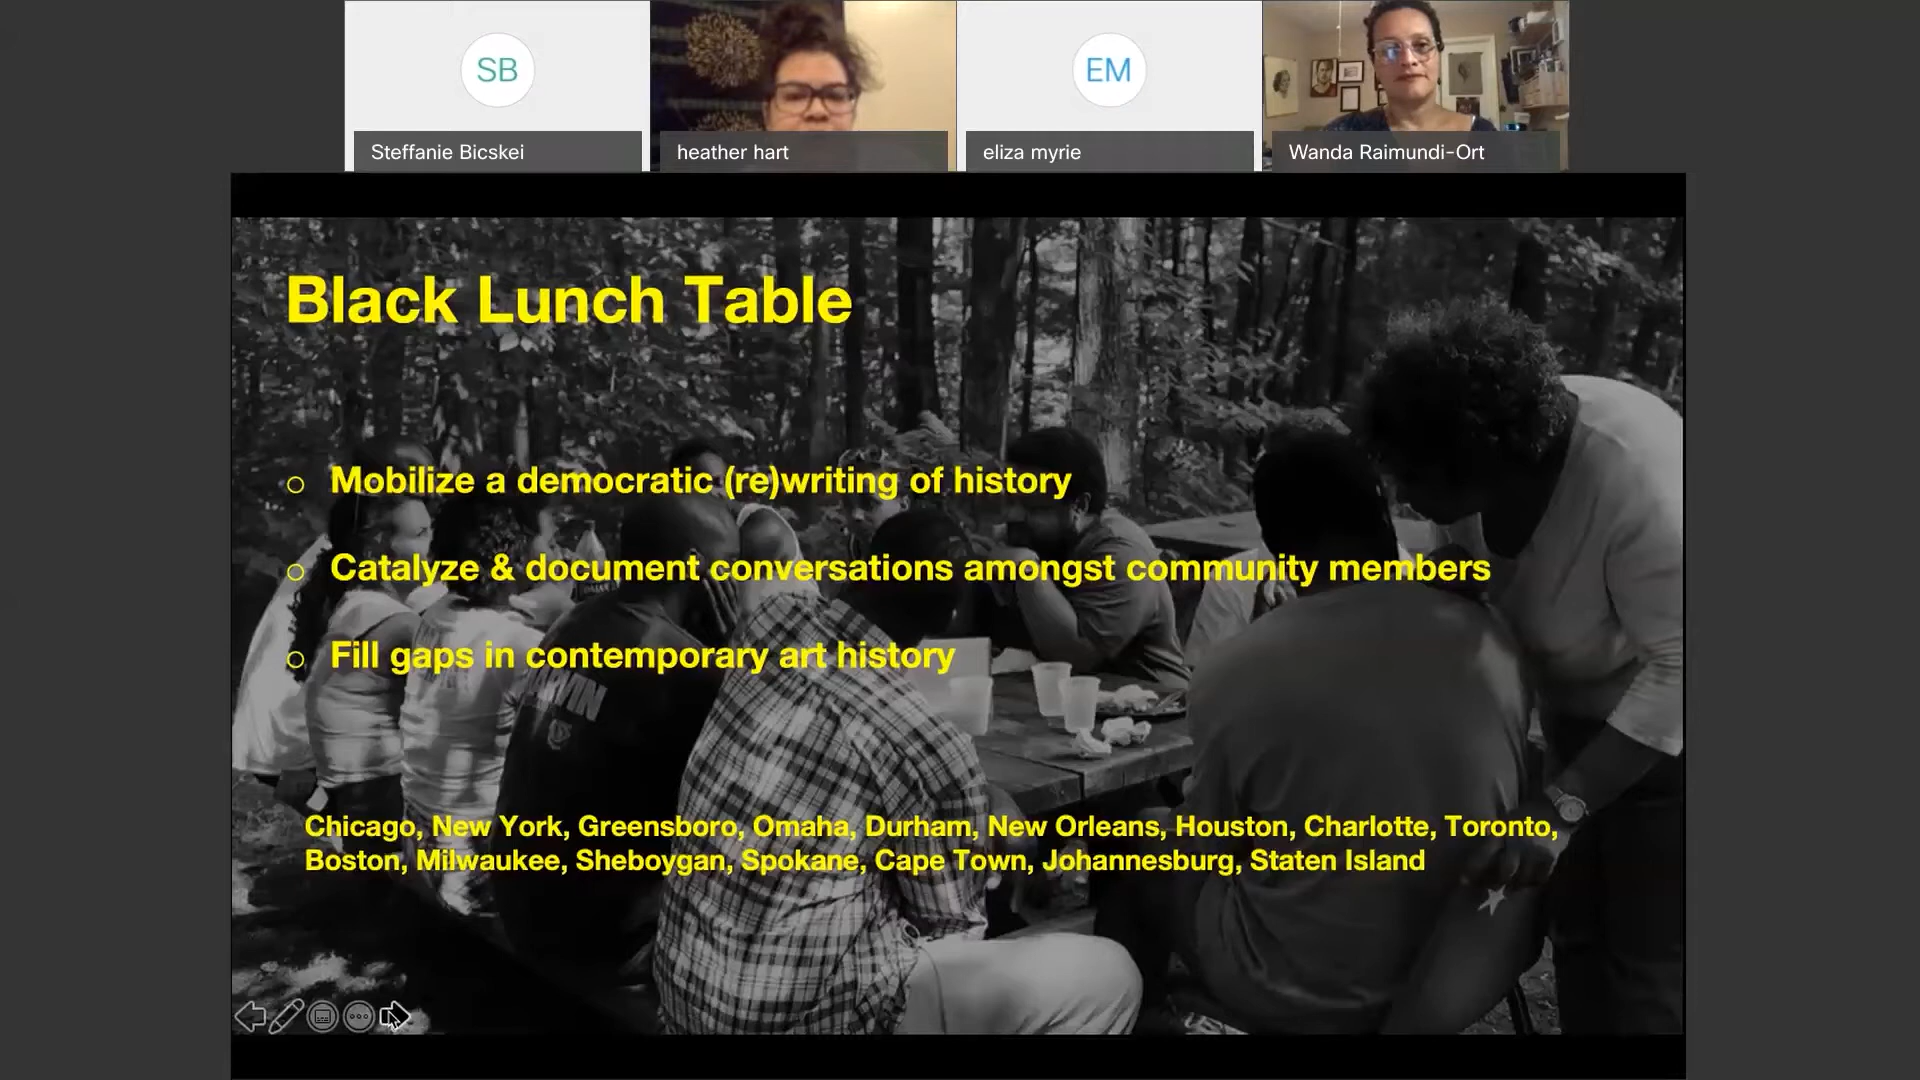 SB
EM
Steffanie Bicskei
heather hart
eliza myrie
Wanda Raimundi-Ort
Black Lunch Table
Mobilize a democratic (re)writing of history
Catalyze & document conversations amongst community members
Fill gaps in contemporary art history
Chicago, New York, Greensboro, Omaha, Durham, New Orleans, Houston, Charlotte, Toronto,
Boston, Milwaukee, Sheboygan, Spokane, Cape Town, Johannesburg, Staten Island